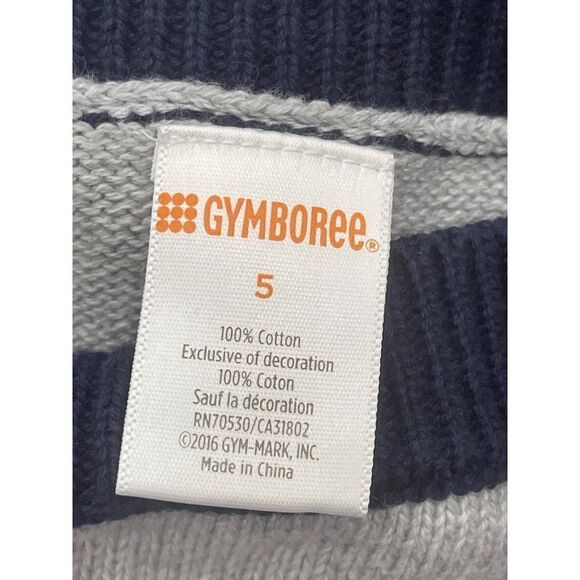 GYMBOREE®
5
100% Cotton
Exclusive of decoration
100% Coton
Sauf la décoration
RN70530/CA31802
©2016 GYM-MARK, INC.
Made in China